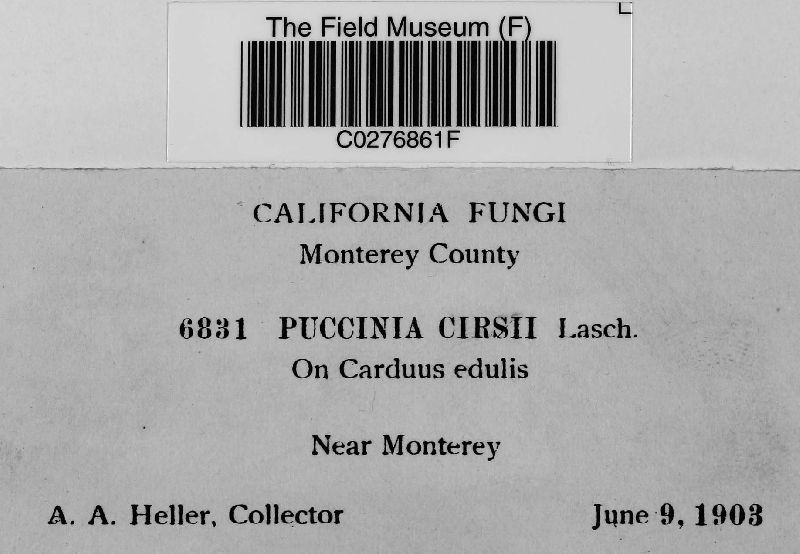 The Field Museum (F)
C0276861F
CALIFORNIA FUNGI
Monterey County
6831 PUCCINIA CIRSII Lasch.
On Carduus edulis
Near Monterey
A. A. Heller, Collector June 9, 1903